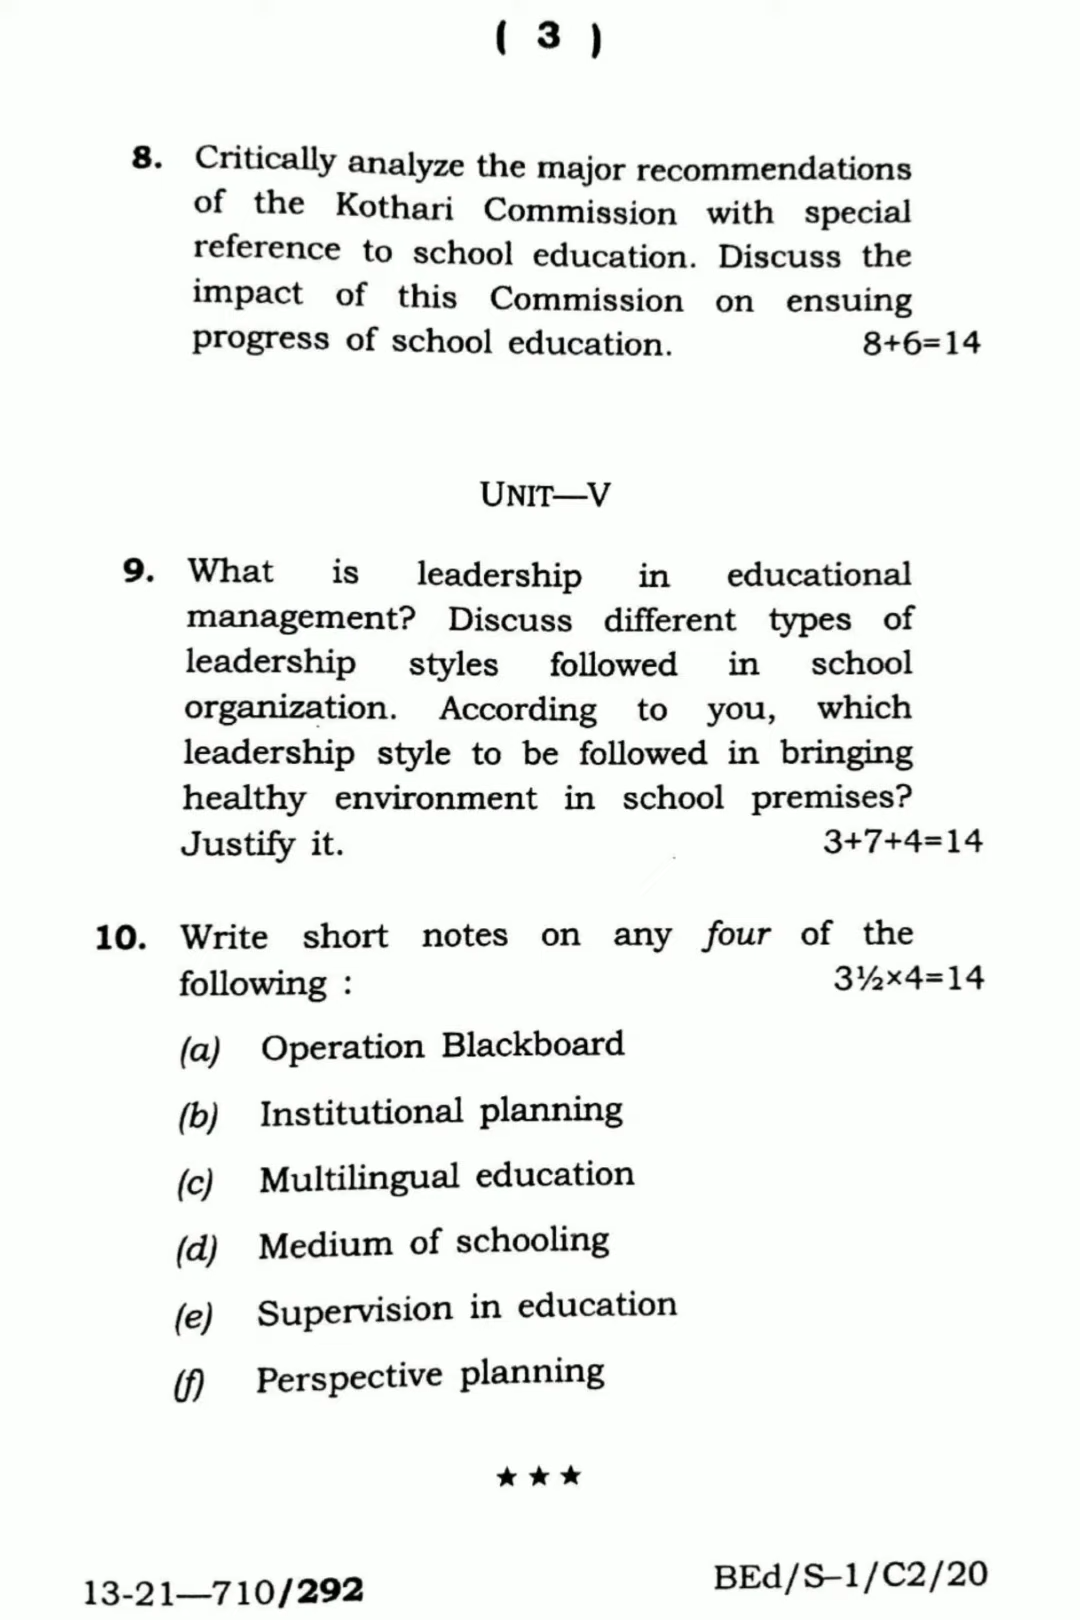 ( 3 )
8. Critically analyze the major recommendations
of the Kothari Commission with special
reference to school education. Discuss the
impact of this Commission on ensuing
progress of school education. 8+6=14
UNIT—V
9. What is leadership in educational
management? Discuss different types of
leadership styles followed in school
organization. According to you, which
leadership style to be followed in bringing
healthy environment in school premises?
Justify it. 3+7+4=14
10. Write short notes on any four of the
following : 3½×4=14
(a) Operation Blackboard
(b) Institutional planning
(c) Multilingual education
(d) Medium of schooling
(e) Supervision in education
(f) Perspective planning
★ ★ ★
13-21—710/292 BEd/S–1/C2/20